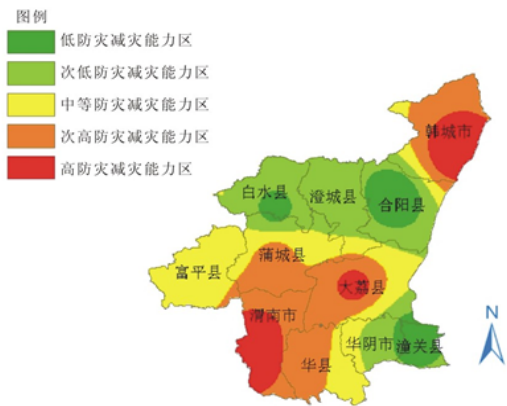 图例
低防灾减灾能力区
次低防灾减灾能力区
中等防灾减灾能力区
次高防灾减灾能力区
高防灾减灾能力区
韩城市
白水县
澄城县
合阳县
蒲城县
富平县
大荔县
渭南市
华县
华阴市
潼关县
N